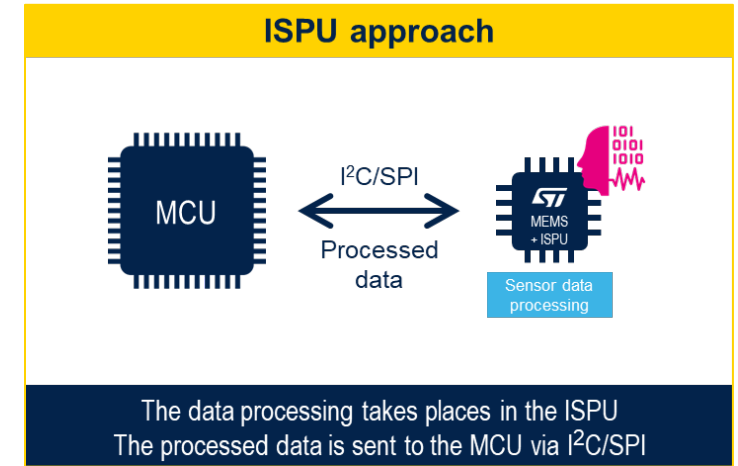 ISPU approach
101
0101
1010
I²C/SPI
MCU
ST
MEMS
+ ISPU
Processed
data
Sensor data
processing
The data processing takes places in the ISPU
The processed data is sent to the MCU via I²C/SPI